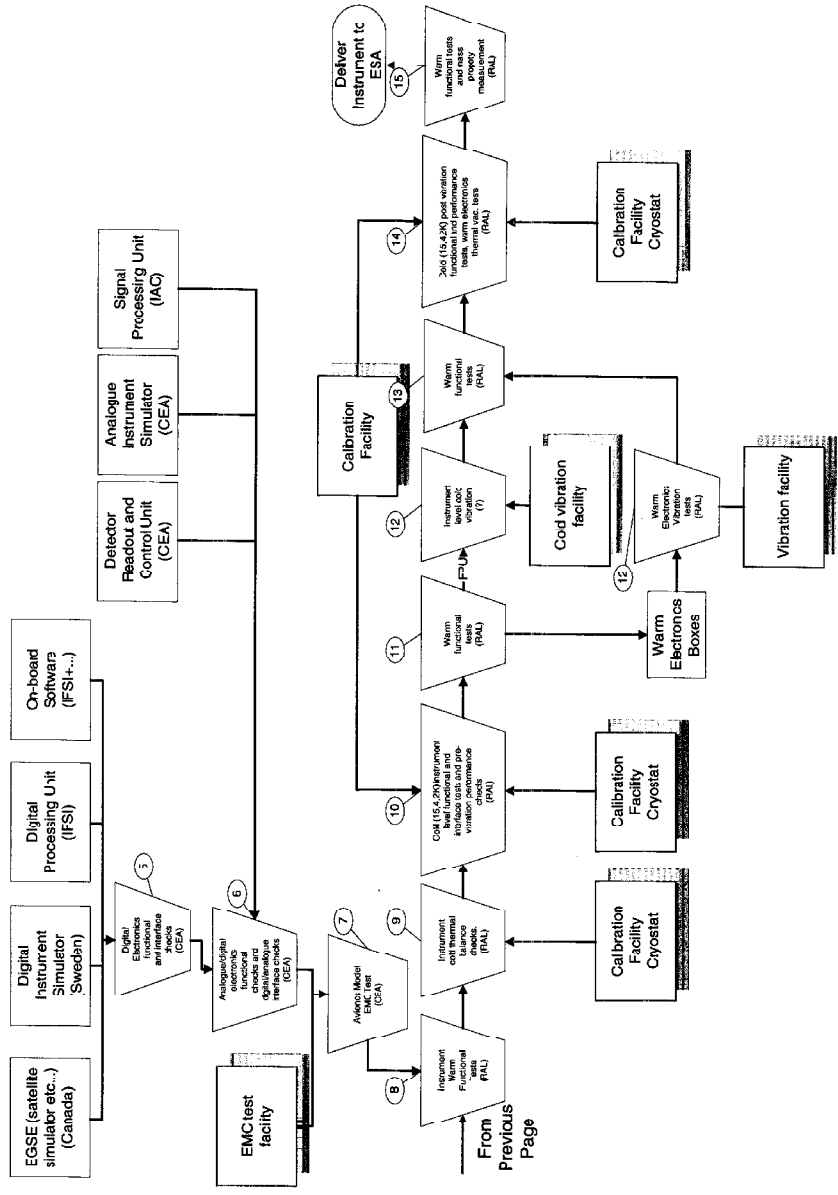 EGSE (satellite
simulator etc...)
(Canada)
Digital
Instrument
Simulator
(Sweden)
Digital
Processing Unit
(IFSI)
On-board
Software
(IFSI+...)
Detector
Readout and
Control Unit
(CEA)
Analogue
Instrument
Simulator
(CEA)
Signal
Processing Unit
(IAC)
5
Digital
Electronics
functional
and interface
checks
(CEA)
6
Analogue/digital
electronics
functional
checks and
digital/analogue
interface checks
(CEA)
EMC test
facility
7
Avionics Model
EMC Test
(CEA)
From
Previous
Page
8
Instrument
Warm
Functional
tests
(RAL)
9
Instrument
cold thermal
balance
checks.
(RAL)
Calibration
Facility
Cryostat
10
Cold (15,4,2K) instrument
level functional and
interface tests and pre-
vibration performance
checks
(RAL)
Calibration
Facility
Cryostat
Calibration
Facility
11
Warm
functional
tests
(RAL)
FPU
Warm
Electronics
Boxes
12
Instrument
level cold
vibration
(?)
Cold vibration
facility
12
Warm
Electronics
Vibration
tests
(RAL)
Vibration facility
13
Warm
functional
tests
(RAL)
14
Cold (15,4,2K) post vibration
functional and performance
tests, warm electronics
thermal vac. tests
(RAL)
Calibration
Facility
Cryostat
15
Warm
functional tests
and mass
property
measurement
(RAL)
Deliver
Instrument to
ESA